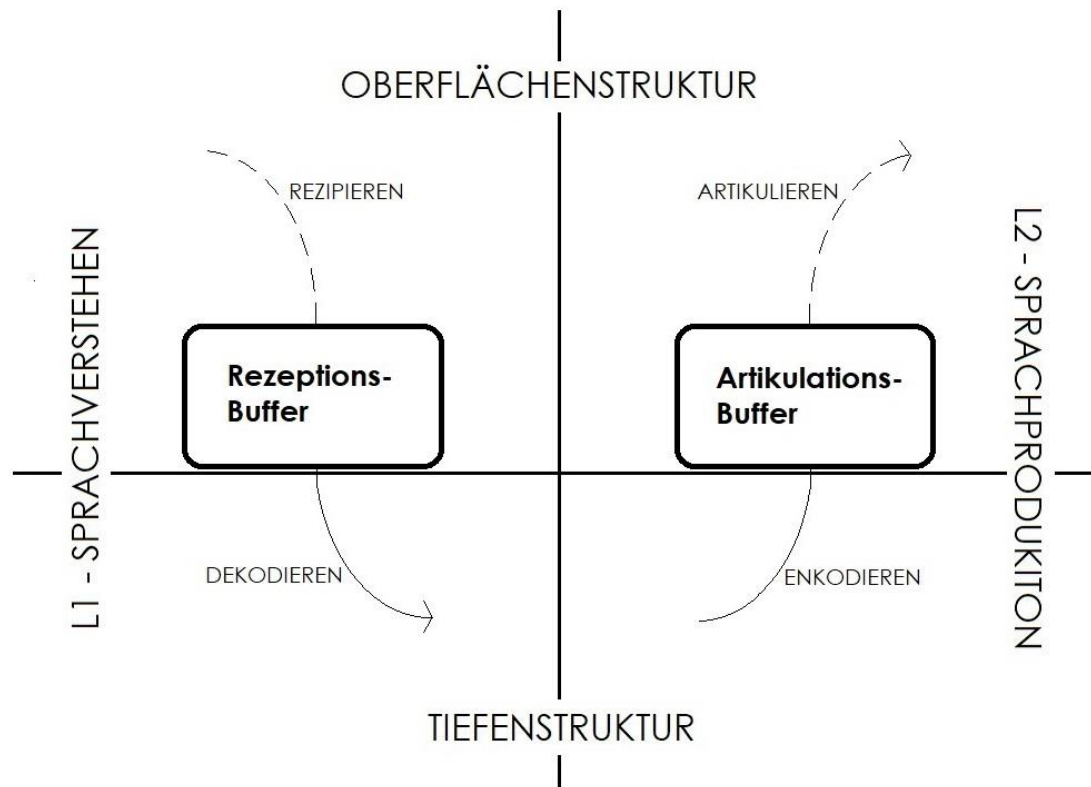 OBERFLÄCHENSTRUKTUR
REZIPIEREN
ARTIKULIEREN
L1 - SPRACHVERSTEHEN
L2 - SPRACHPRODUKITON
Rezeptions-
Buffer
Artikulations-
Buffer
DEKODIEREN
ENKODIEREN
TIEFENSTRUKTUR